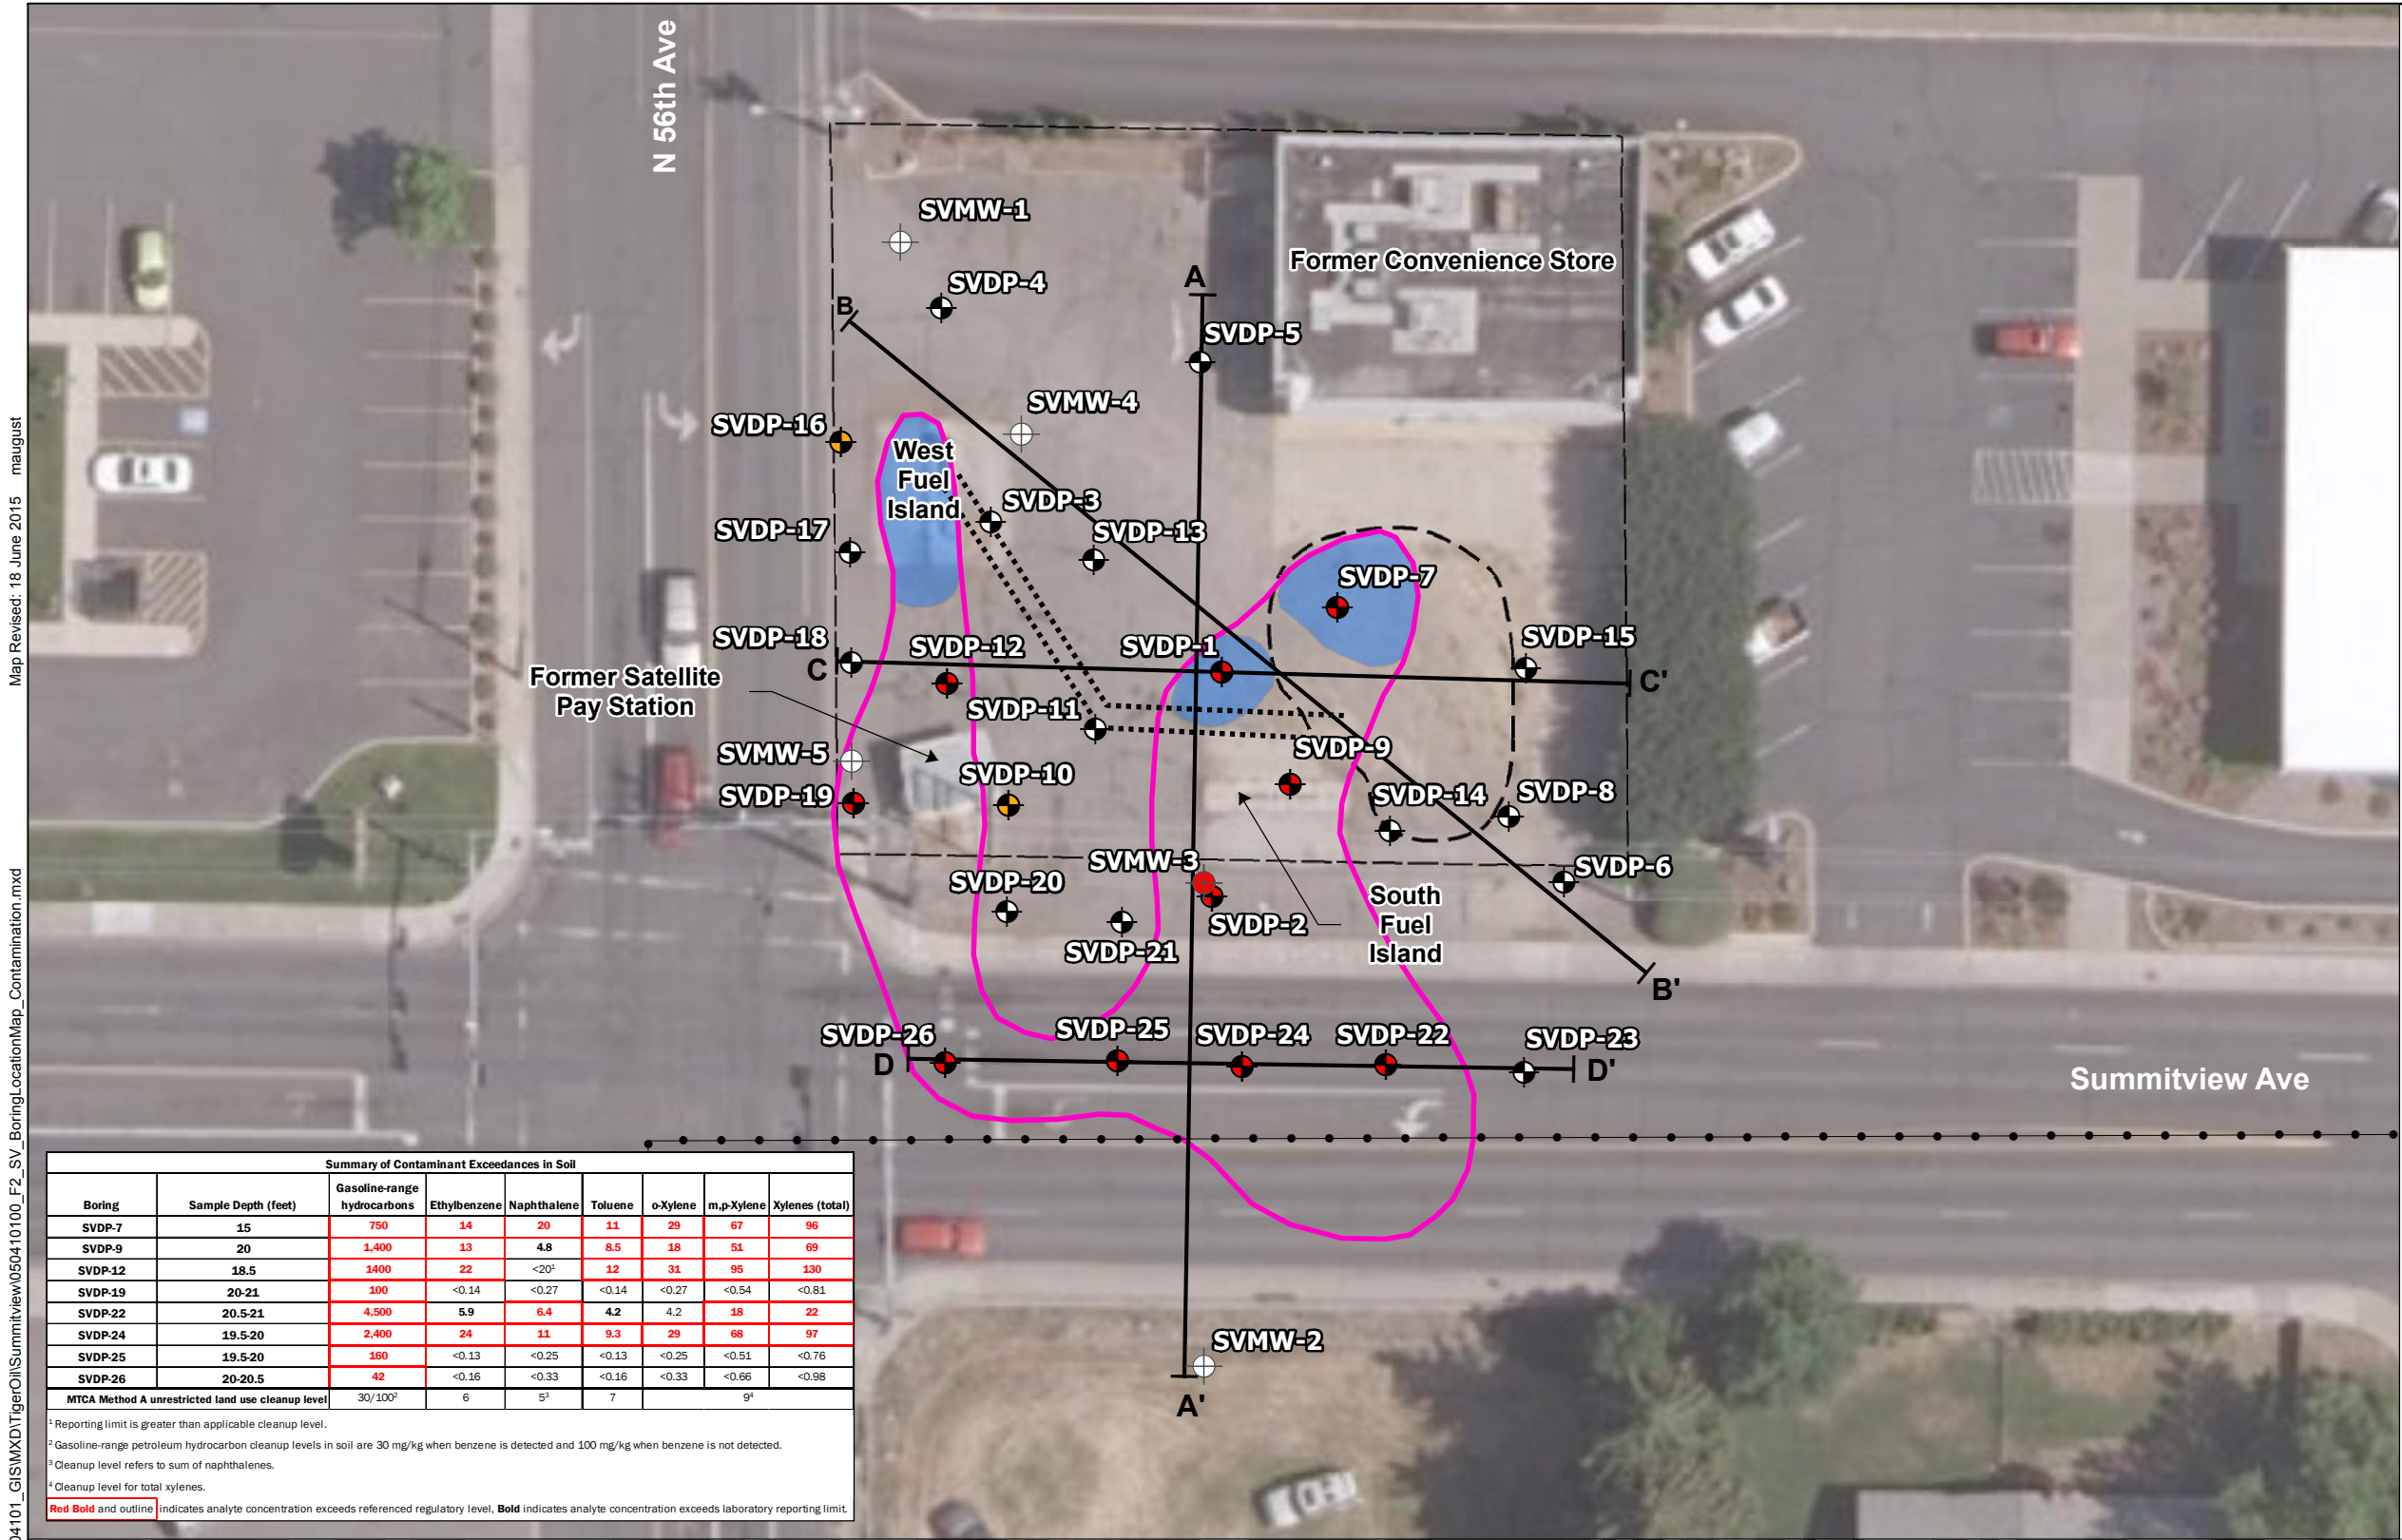 N 56th Ave
SVMW-1
Former Convenience Store
A
SVDP-4
B
SVDP-5
SVMW-4
SVDP-16
West
Fuel
Island
SVDP-3
SVDP-17
SVDP-13
SVDP-7
SVDP-18
SVDP-12
SVDP-1
SVDP-15
C
C'
Former Satellite
Pay Station
SVDP-11
SVMW-5
SVDP-9
SVDP-10
SVDP-19
SVDP-14
SVDP-8
SVMW-3
SVDP-6
SVDP-20
South
Fuel
Island
SVDP-2
SVDP-21
B'
SVDP-26
SVDP-25
SVDP-24
SVDP-22
SVDP-23
D
D'
Summitview Ave
SVMW-2
A'
Map Revised: 18 June 2015 maugust
04101_GIS\MXD\TigerOil\Summitview\050410100_F2_SV_BoringLocationMap_Contamination.mxd
Summary of Contaminant Exceedances in Soil
Boring Sample Depth (feet) Gasoline-range hydrocarbons Ethylbenzene Naphthalene Toluene o-Xylene m,p-Xylene Xylenes (total)
SVDP-7 15 750 14 20 11 29 67 96
SVDP-9 20 1,400 13 4.8 8.5 18 51 69
SVDP-12 18.5 1400 22 <20¹ 12 31 95 130
SVDP-19 20-21 100 <0.14 <0.27 <0.14 <0.27 <0.54 <0.81
SVDP-22 20.5-21 4,500 5.9 6.4 4.2 4.2 18 22
SVDP-24 19.5-20 2,400 24 11 9.3 29 68 97
SVDP-25 19.5-20 160 <0.13 <0.25 <0.13 <0.25 <0.51 <0.76
SVDP-26 20-20.5 42 <0.16 <0.33 <0.16 <0.33 <0.66 <0.98
MTCA Method A unrestricted land use cleanup level 30/100² 6 5³ 7 9⁴
¹ Reporting limit is greater than applicable cleanup level.
² Gasoline-range petroleum hydrocarbon cleanup levels in soil are 30 mg/kg when benzene is detected and 100 mg/kg when benzene is not detected.
³ Cleanup level refers to sum of naphthalenes.
⁴ Cleanup level for total xylenes.
Red Bold and outline indicates analyte concentration exceeds referenced regulatory level, Bold indicates analyte concentration exceeds laboratory reporting limit.